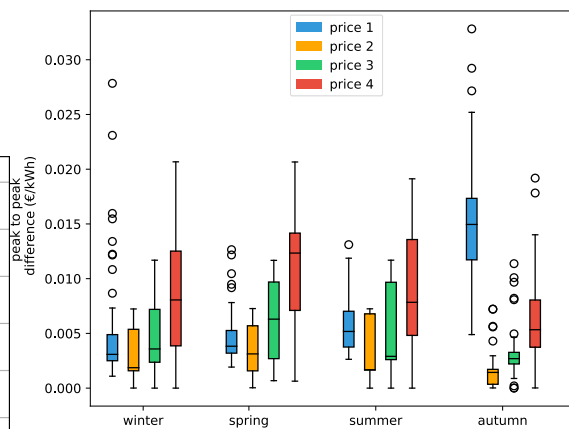 price 1
price 2
price 3
price 4
peak to peak
difference (€/kWh)
0.030
0.025
0.020
0.015
0.010
0.005
0.000
winter spring summer autumn